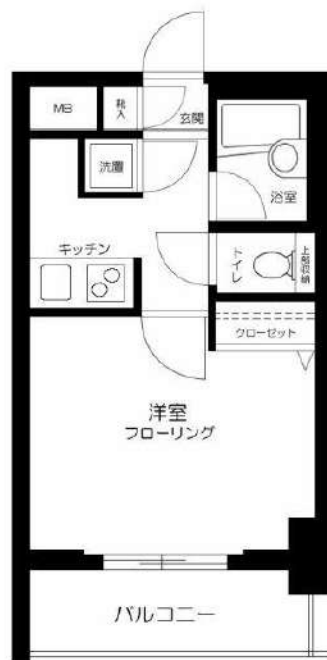 MB
靴入
玄関
洗置
浴室
キッチン
トイレ
上部収納
クローゼット
洋室
フローリング
バルコニー